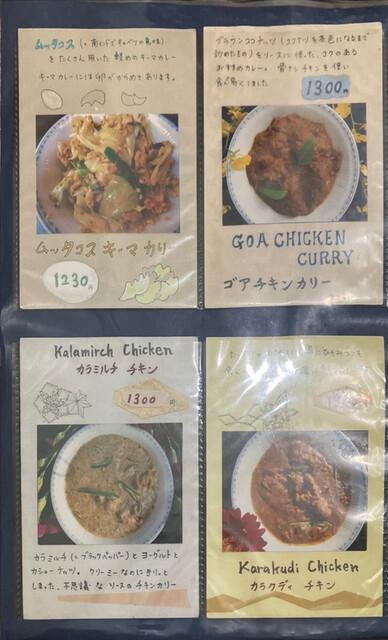 ムッタコス (= 南インドでキャベツの意味)
を たくさん用いた 軽めのキーマカレー
キーマカレーには卵がからめてあります。
ムッタコス キーマ カリー
1230円
ブラウンココナッツ (ココナツを茶色になるまで
炒めたもの) をソースに使った、コクのある
おすすめカレー。骨ナシチキンを使い
食べ易くしました。
1300円
GOA CHICKEN
CURRY
ゴアチキンカリー
Kalamirch Chicken
カラミルチ チキン
1300円
カラミルチ (= ブラックペッパー) と ヨーグルトと
カシューナッツ。クリーミーなのにきりっと
しました、不思議 な ソースのチキンカリー
Karakudi Chicken
カラクディ チキン